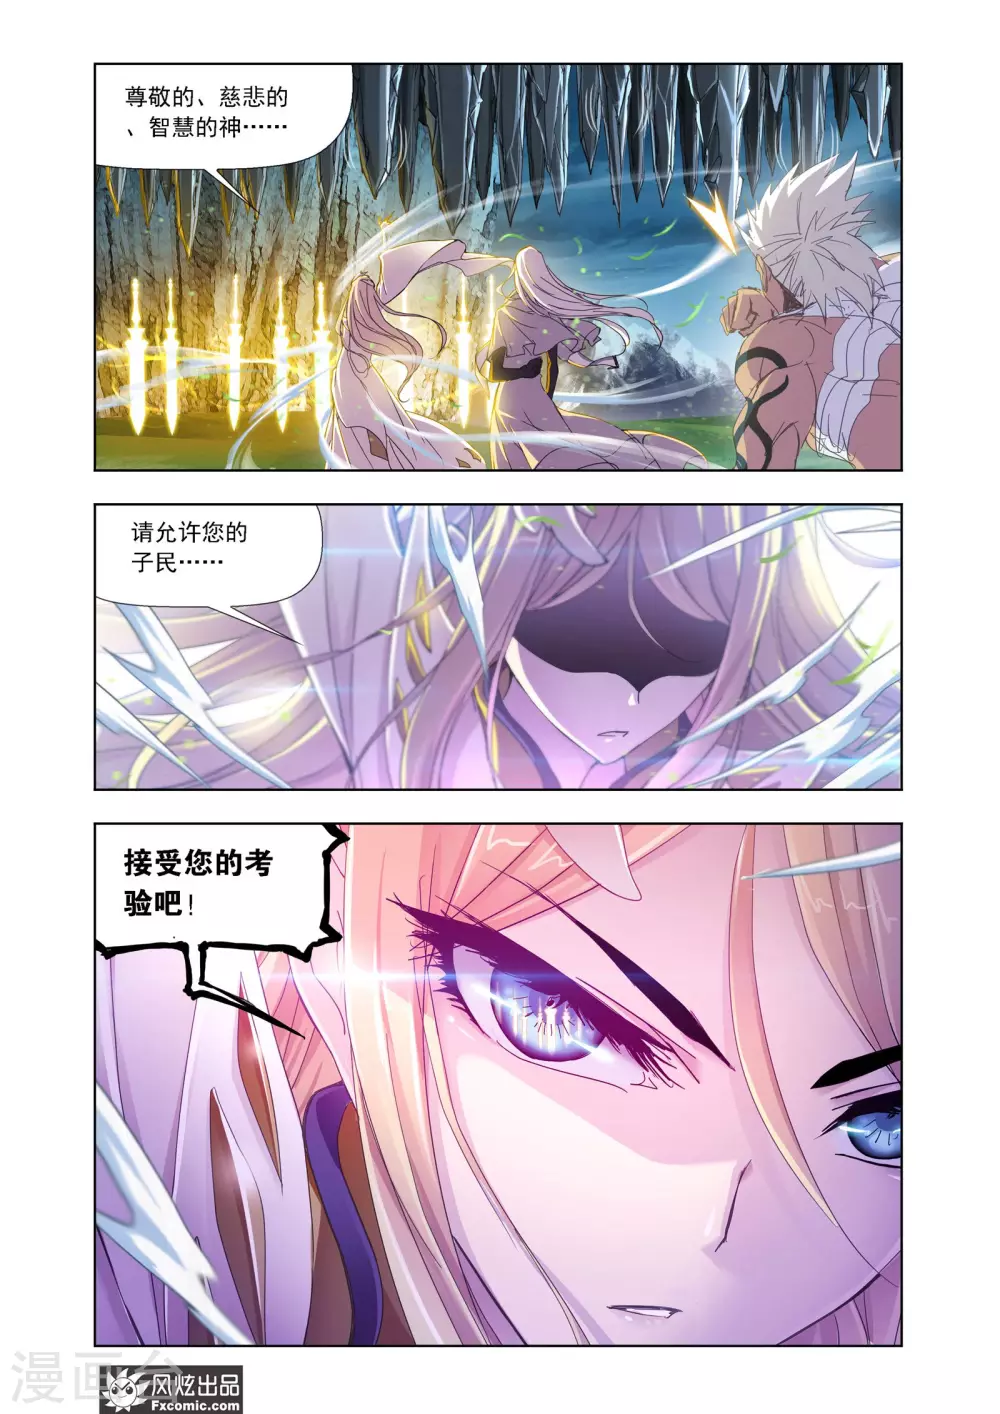 尊敬的、慈悲的
、智慧的神……
请允许您的
子民……
接受您的考
验吧！
漫画台
风炫出品
Fxcomic.com